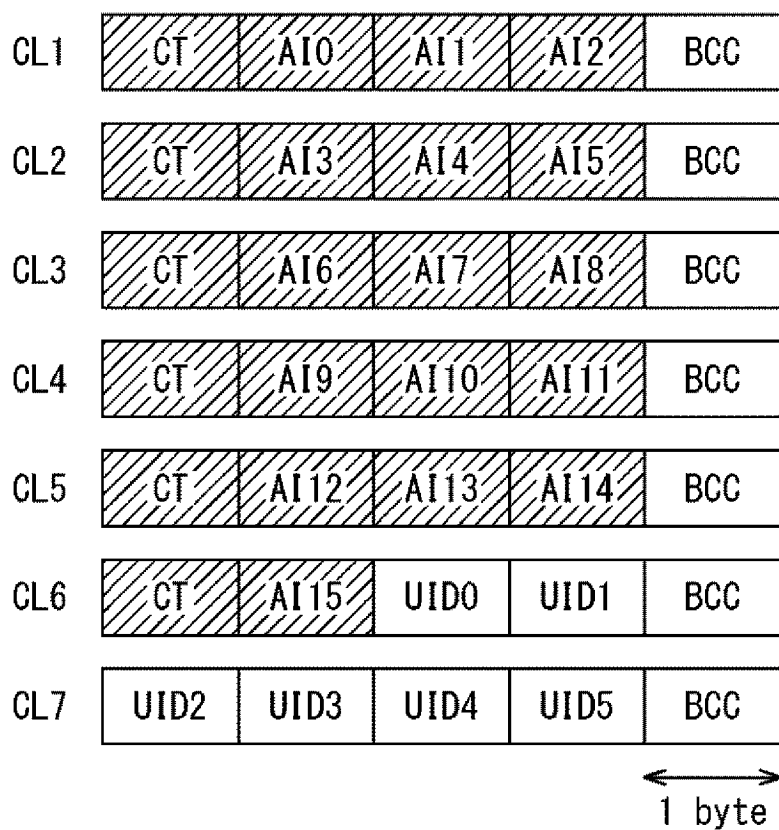 CL1 CT AI0 AI1 AI2 BCC
CL2 CT AI3 AI4 AI5 BCC
CL3 CT AI6 AI7 AI8 BCC
CL4 CT AI9 AI10 AI11 BCC
CL5 CT AI12 AI13 AI14 BCC
CL6 CT AI15 UID0 UID1 BCC
CL7 UID2 UID3 UID4 UID5 BCC
1 byte